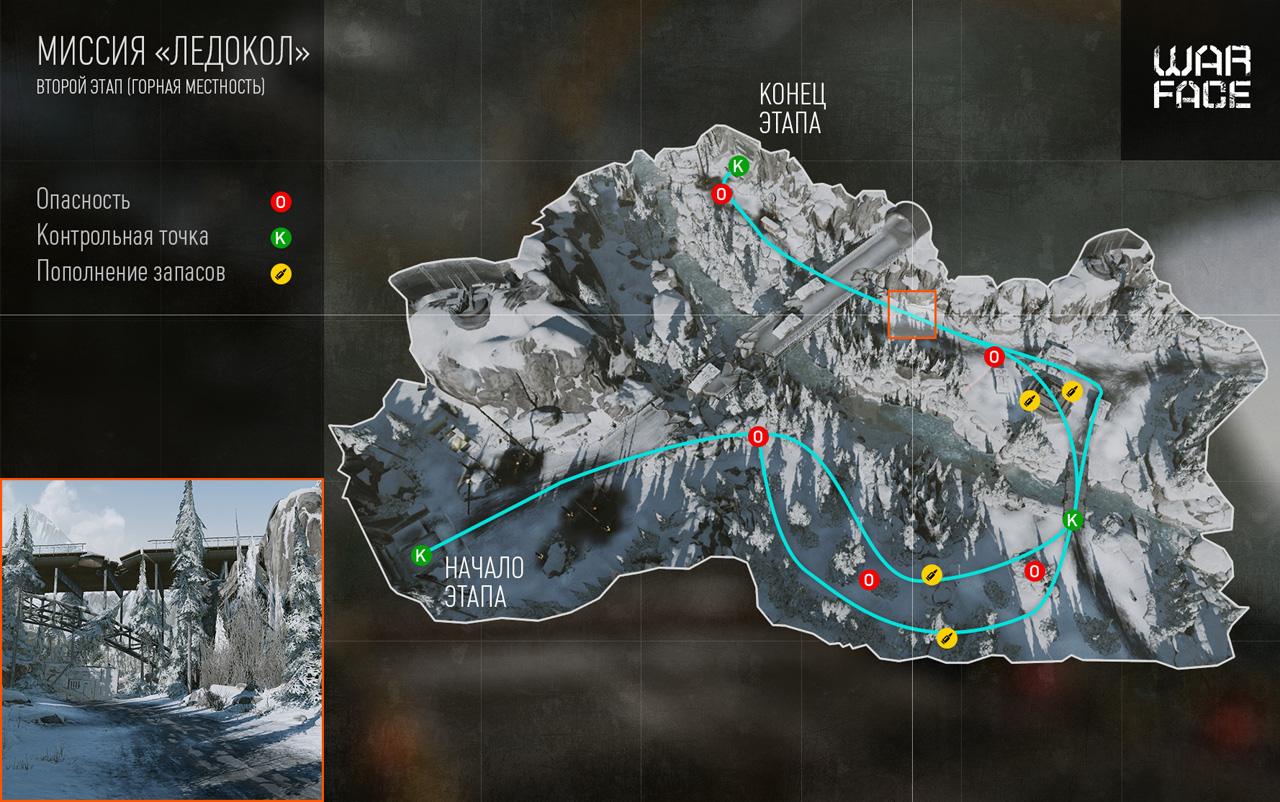 МИССИЯ «ЛЕДОКОЛ»
ВТОРОЙ ЭТАП (ГОРНАЯ МЕСТНОСТЬ)
WAR
FACE
Опасность О
Контрольная точка К
Пополнение запасов
КОНЕЦ
ЭТАПА
К
О
О
О
К
К
О
О
НАЧАЛО
ЭТАПА